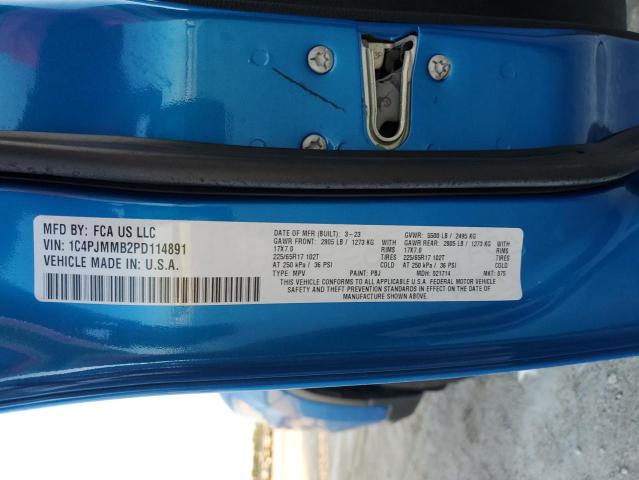 MFD BY: FCA US LLC
VIN: 1C4PJMMB2PD114891
VEHICLE MADE IN: U.S.A.
DATE OF MFR (BUILT) 3-23 GVWR: 5500 LB / 2495 KG
GAWR FRONT: 2805 LB / 1273 KG WITH GAWR REAR: 2805 LB / 1273 KG WITH
17X7.0 RIMS 17X7.0 RIMS
225/65R17 102T TIRES 225/65R17 102T TIRES
AT 250 kPa / 36 PSI COLD AT 250 kPa / 36 PSI COLD
TYPE: MPV PAINT: PBJ MDH: 021714 MKT: 875
THIS VEHICLE CONFORMS TO ALL APPLICABLE U.S.A. FEDERAL MOTOR VEHICLE
SAFETY AND THEFT PREVENTION STANDARDS IN EFFECT ON THE DATE OF
MANUFACTURE SHOWN ABOVE.